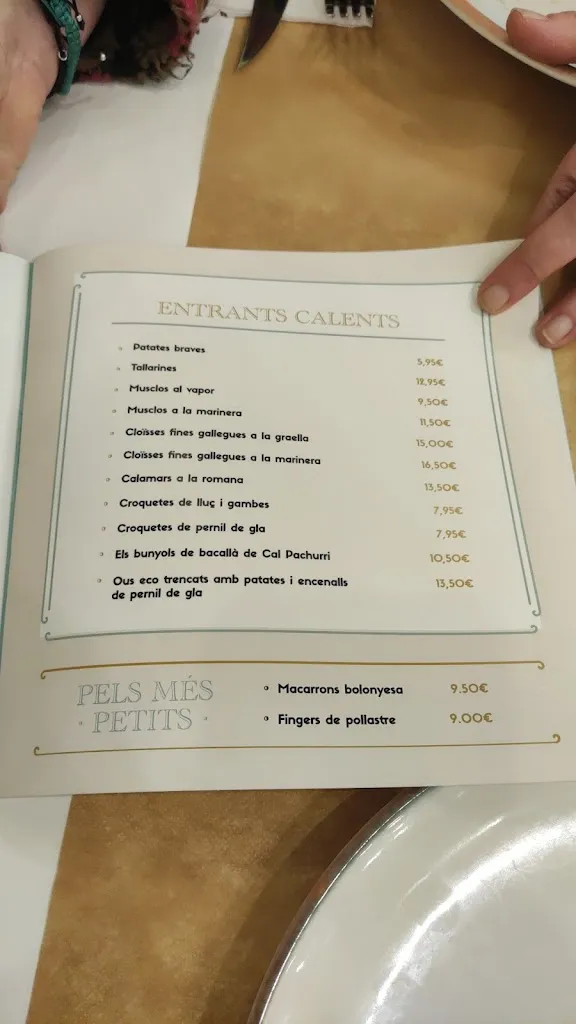 ENTRANTS CALENTS
Patates braves 5,95€
Tallarines 12,95€
Musclos al vapor 9,50€
Musclos a la marinera 11,50€
Cloïsses fines gallegues a la graella 15,00€
Cloïsses fines gallegues a la marinera 16,50€
Calamars a la romana 13,50€
Croquetes de lluç i gambes 7,95€
Croquetes de pernil de gla 7,95€
Els bunyols de bacallà de Cal Pachurri 10,50€
Ous eco trencats amb patates i encenalls 13,50€
de pernil de gla
PELS MÉS
PETITS
Macarrons bolonyesa 9.50€
Fingers de pollastre 9.00€